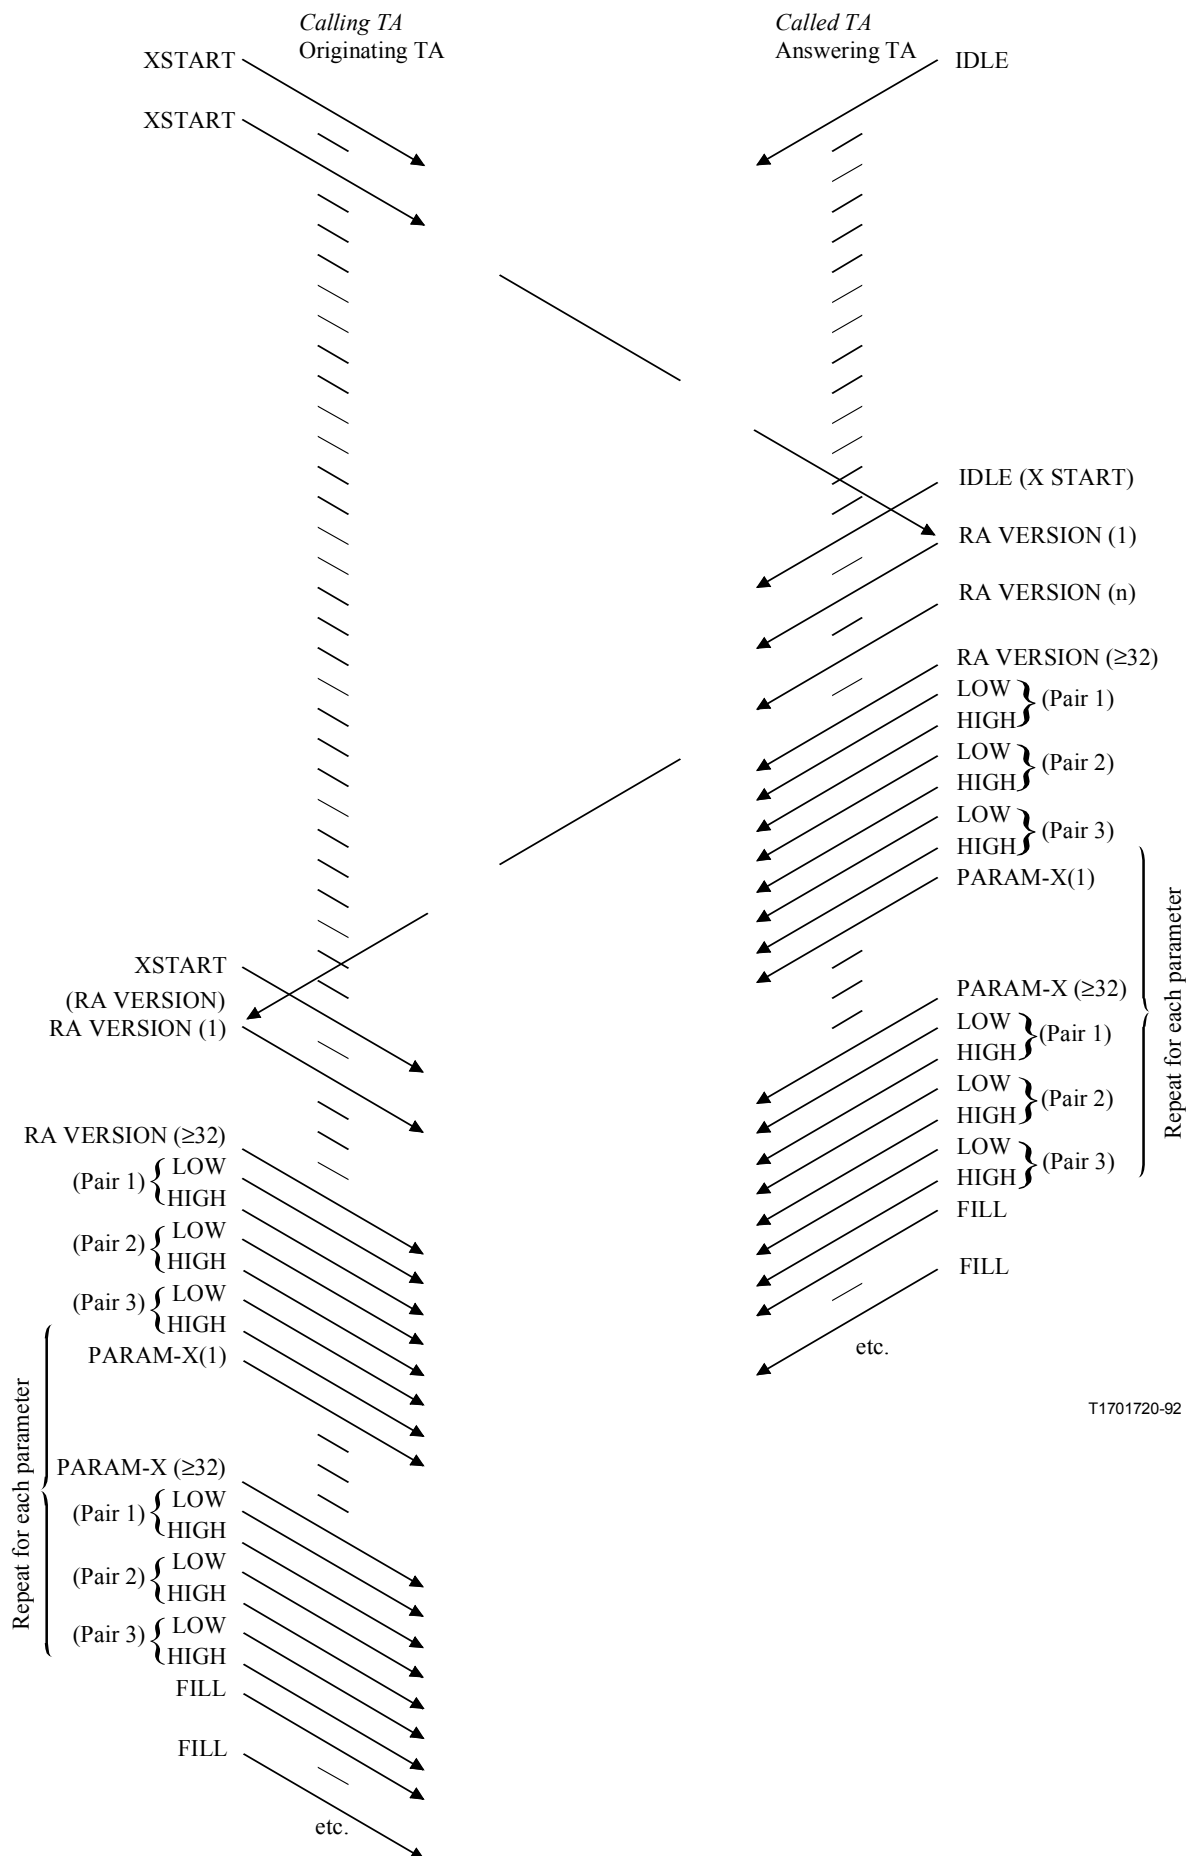 Calling TA
Originating TA
Called TA
Answering TA
XSTART
IDLE
XSTART
IDLE (X START)
RA VERSION (1)
RA VERSION (n)
RA VERSION (≥32)
LOW
HIGH
(Pair 1)
LOW
HIGH
(Pair 2)
LOW
HIGH
(Pair 3)
PARAM-X(1)
PARAM-X (≥32)
LOW
HIGH
(Pair 1)
LOW
HIGH
(Pair 2)
LOW
HIGH
(Pair 3)
FILL
FILL
etc.
Repeat for each parameter
XSTART
(RA VERSION)
RA VERSION (1)
RA VERSION (≥32)
(Pair 1)
LOW
HIGH
(Pair 2)
LOW
HIGH
(Pair 3)
LOW
HIGH
PARAM-X(1)
PARAM-X (≥32)
(Pair 1)
LOW
HIGH
(Pair 2)
LOW
HIGH
(Pair 3)
LOW
HIGH
FILL
FILL
etc.
Repeat for each parameter
T1701720-92